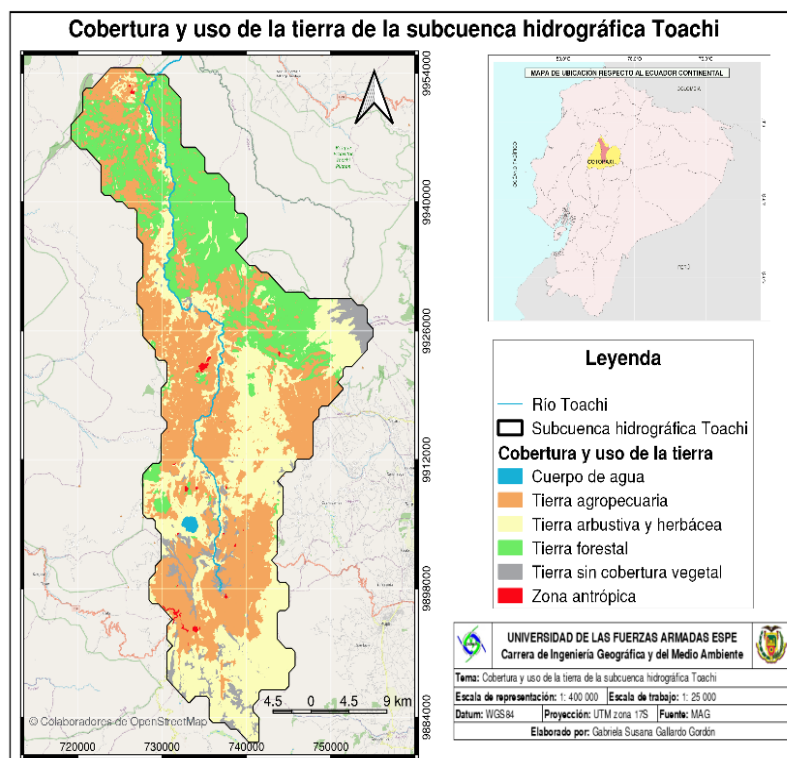 Cobertura y uso de la tierra de la subcuenca hidrográfica Toachi
MAPA DE UBICACIÓN RESPECTO AL ECUADOR CONTINENTAL
COLOMBIA
OCEANO PACÍFICO
COTOPAXI
PERÚ
9954000
9940000
9926000
9912000
9898000
9884000
4.5 0 4.5 9 km
© Colaboradores de OpenStreetMap
720000 730000 740000 750000
Leyenda
Río Toachi
Subcuenca hidrográfica Toachi
Cobertura y uso de la tierra
Cuerpo de agua
Tierra agropecuaria
Tierra arbustiva y herbácea
Tierra forestal
Tierra sin cobertura vegetal
Zona antrópica
UNIVERSIDAD DE LAS FUERZAS ARMADAS ESPE
Carrera de Ingeniería Geográfica y del Medio Ambiente
Tema: Cobertura y uso de la tierra de la subcuenca hidrográfica Toachi
Escala de representación: 1: 400 000 Escala de trabajo: 1: 25 000
Datum: WGS84 Proyección: UTM zona 17S Fuente: MAG
Elaborado por: Gabriela Susana Gallardo Gordón